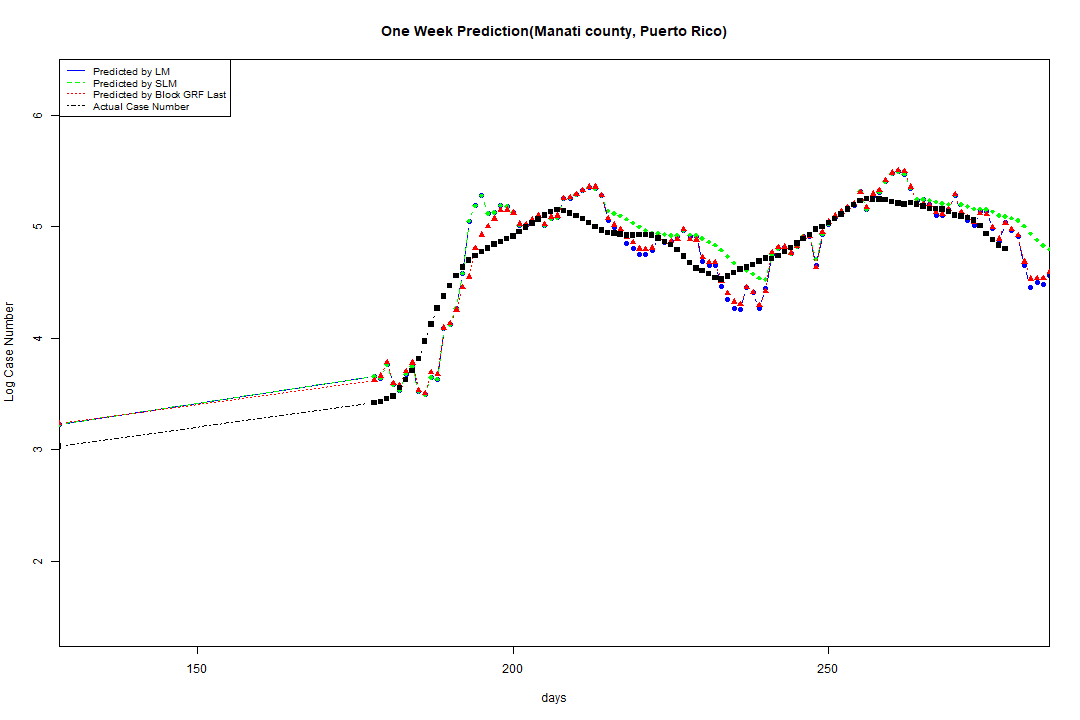 One Week Prediction(Manati county, Puerto Rico)
Predicted by LM
Predicted by SLM
Predicted by Block GRF Last
Actual Case Number
Log Case Number
6
5
4
3
2
150
200
250
days